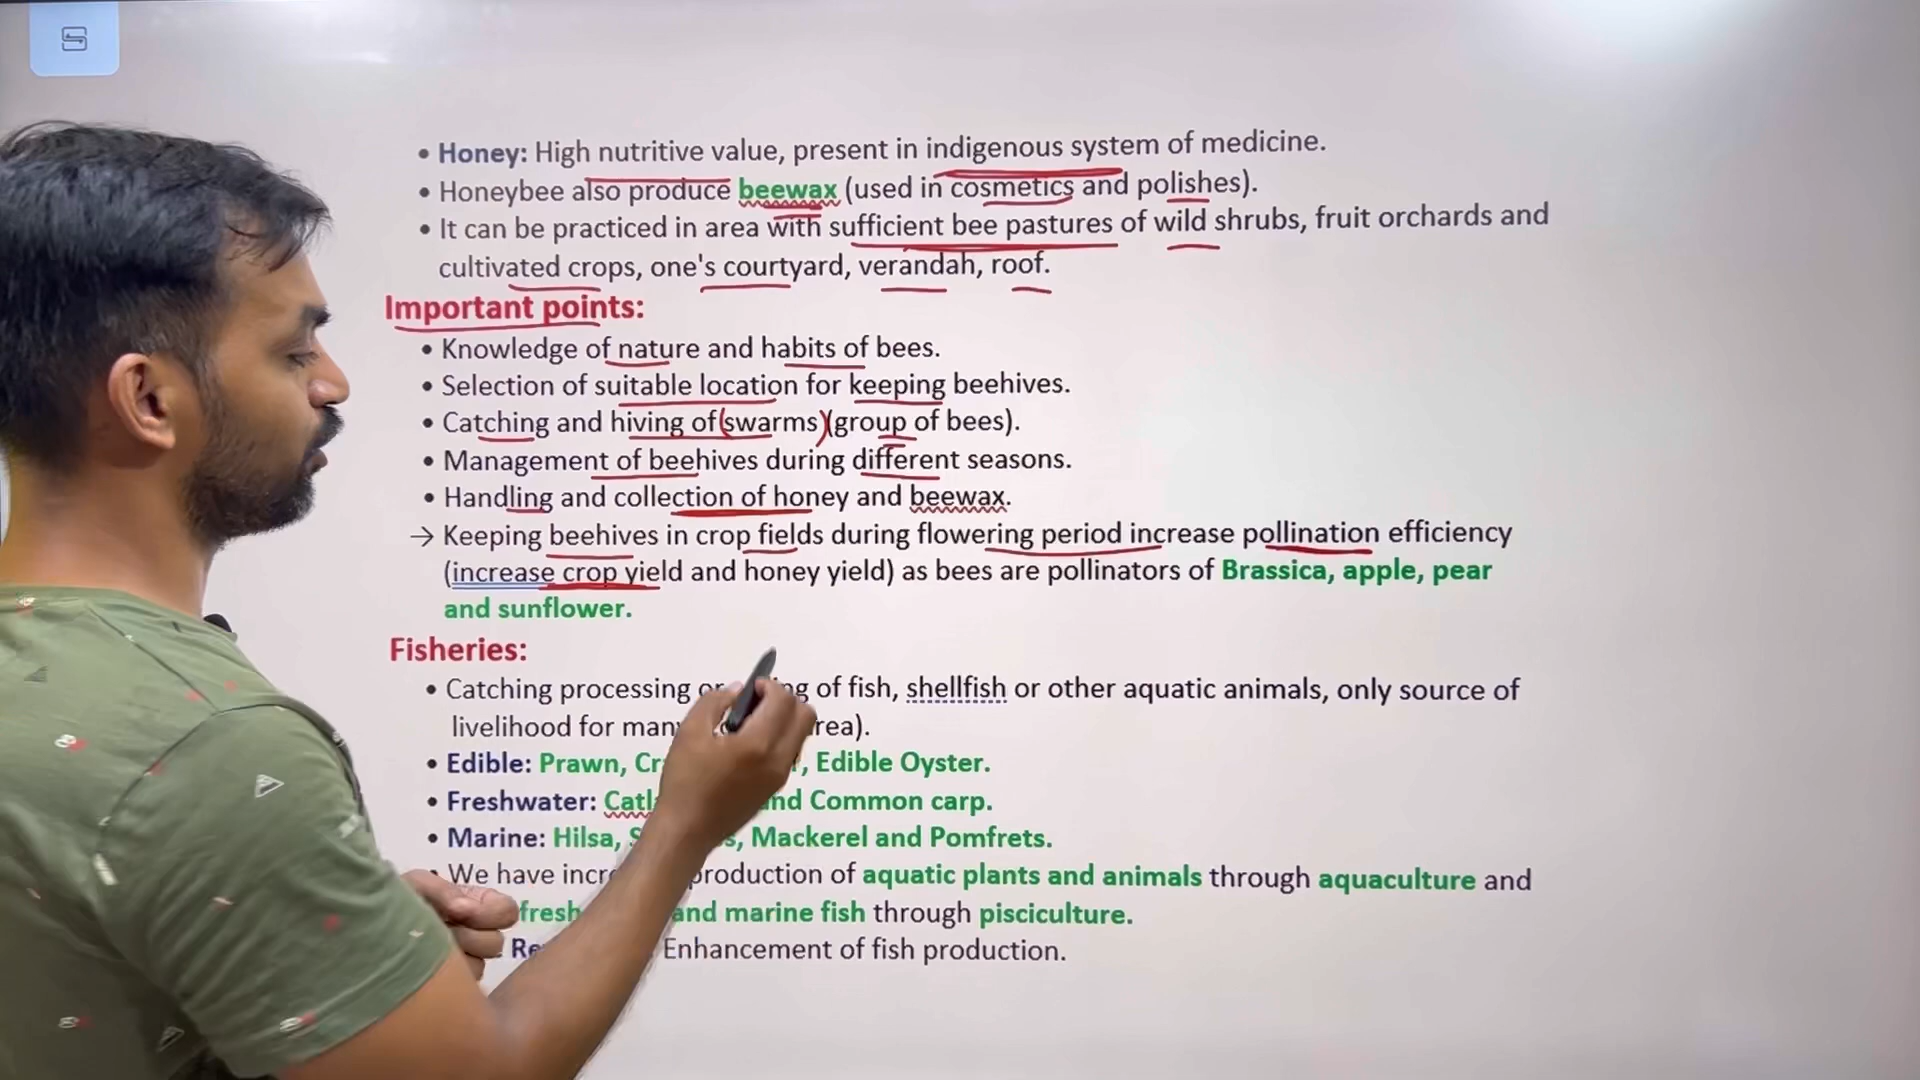 • Honey: High nutritive value, present in indigenous system of medicine.
• Honeybee also produce beewax (used in cosmetics and polishes).
• It can be practiced in area with sufficient bee pastures of wild shrubs, fruit orchards and
cultivated crops, one's courtyard, verandah, roof.
Important points:
• Knowledge of nature and habits of bees.
• Selection of suitable location for keeping beehives.
• Catching and hiving of (swarms) (group of bees).
• Management of beehives during different seasons.
• Handling and collection of honey and beewax.
→ Keeping beehives in crop fields during flowering period increase pollination efficiency
(increase crop yield and honey yield) as bees are pollinators of Brassica, apple, pear
and sunflower.
Fisheries:
• Catching processing of fish, shellfish or other aquatic animals, only source of
livelihood for
• Edible: Prawn, Edible Oyster.
• Freshwater: and Common carp.
• Marine: Hilsa, Mackerel and Pomfrets.
We have production of aquatic plants and animals through aquaculture and
and marine fish through pisciculture.
Enhancement of fish production.